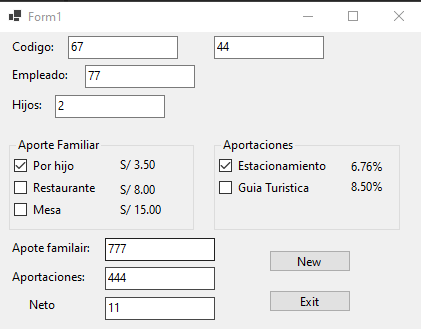 Form1
Codigo: 67 44
Empleado: 77
Hijos: 2
Aporte Familiar Aportaciones
Por hijo S/ 3.50 Estacionamiento 6.76%
Restaurante S/ 8.00 Guia Turistica 8.50%
Mesa S/ 15.00
Apote familair: 777
New
Aportaciones: 444
Neto 11 Exit